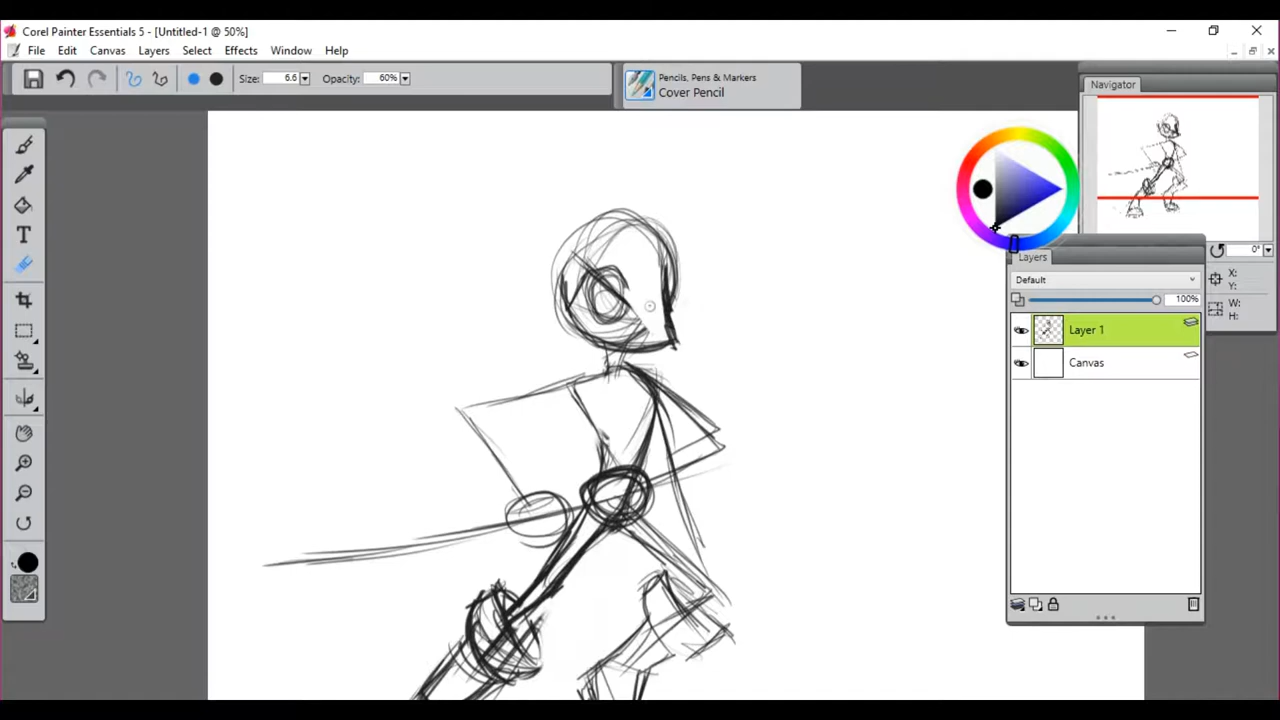 Corel Painter Essentials 5 - [Untitled-1 @ 50%]
File Edit Canvas Layers Select Effects Window Help
Size: 6.6 Opacity: 60%
Pencils, Pens & Markers
Cover Pencil
Navigator
0°
X:
Y:
W:
H:
Layers
Default
100%
Layer 1
Canvas
T